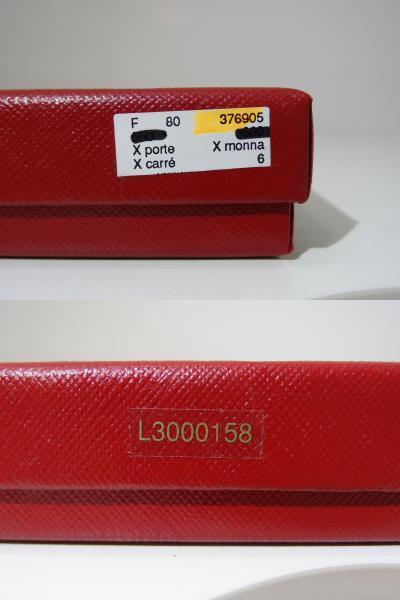 F 80 376905
X porte X monna
X carré 6
L3000158